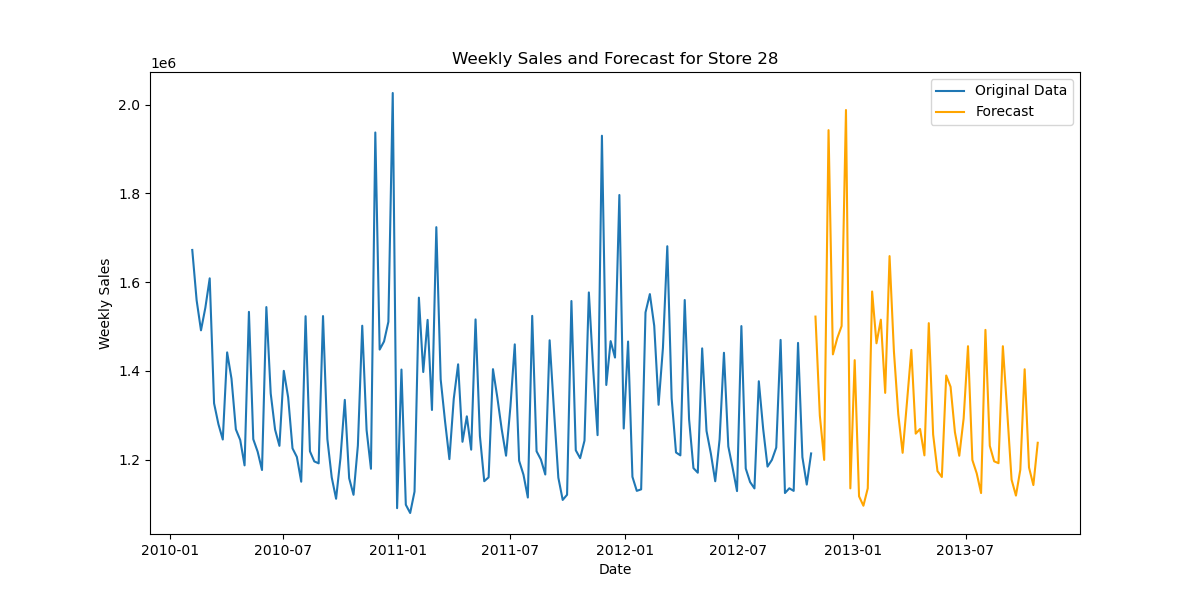 Weekly Sales and Forecast for Store 28
1e6
Original Data
Forecast
2.0
1.8
1.6
1.4
1.2
Weekly Sales
2010-01 2010-07 2011-01 2011-07 2012-01 2012-07 2013-01 2013-07
Date